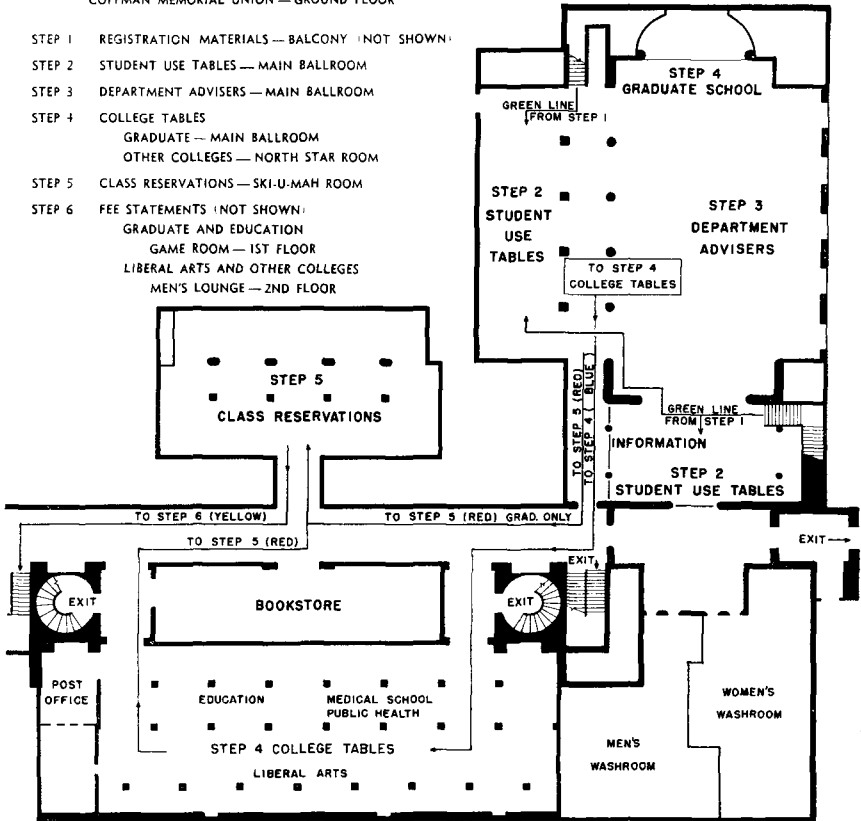 COFFMAN MEMORIAL UNION — GROUND FLOOR
STEP 1 REGISTRATION MATERIALS — BALCONY (NOT SHOWN)
STEP 2 STUDENT USE TABLES — MAIN BALLROOM
STEP 3 DEPARTMENT ADVISERS — MAIN BALLROOM
STEP 4 COLLEGE TABLES
GRADUATE — MAIN BALLROOM
OTHER COLLEGES — NORTH STAR ROOM
STEP 5 CLASS RESERVATIONS — SKI-U-MAH ROOM
STEP 6 FEE STATEMENTS (NOT SHOWN)
GRADUATE AND EDUCATION
GAME ROOM — 1ST FLOOR
LIBERAL ARTS AND OTHER COLLEGES
MEN'S LOUNGE — 2ND FLOOR
STEP 4
GRADUATE SCHOOL
GREEN LINE
FROM STEP 1
STEP 2
STUDENT
USE
TABLES
STEP 3
DEPARTMENT
ADVISERS
TO STEP 4
COLLEGE TABLES
STEP 5
CLASS RESERVATIONS
TO STEP 5 (RED)
TO STEP 4 (BLUE)
GREEN LINE
FROM STEP 1
INFORMATION
STEP 2
STUDENT USE TABLES
TO STEP 6 (YELLOW)
TO STEP 5 (RED) GRAD. ONLY
TO STEP 5 (RED)
EXIT
EXIT
EXIT
EXIT
BOOKSTORE
POST
OFFICE
EDUCATION
MEDICAL SCHOOL
PUBLIC HEALTH
STEP 4 COLLEGE TABLES
LIBERAL ARTS
WOMEN'S
WASHROOM
MEN'S
WASHROOM